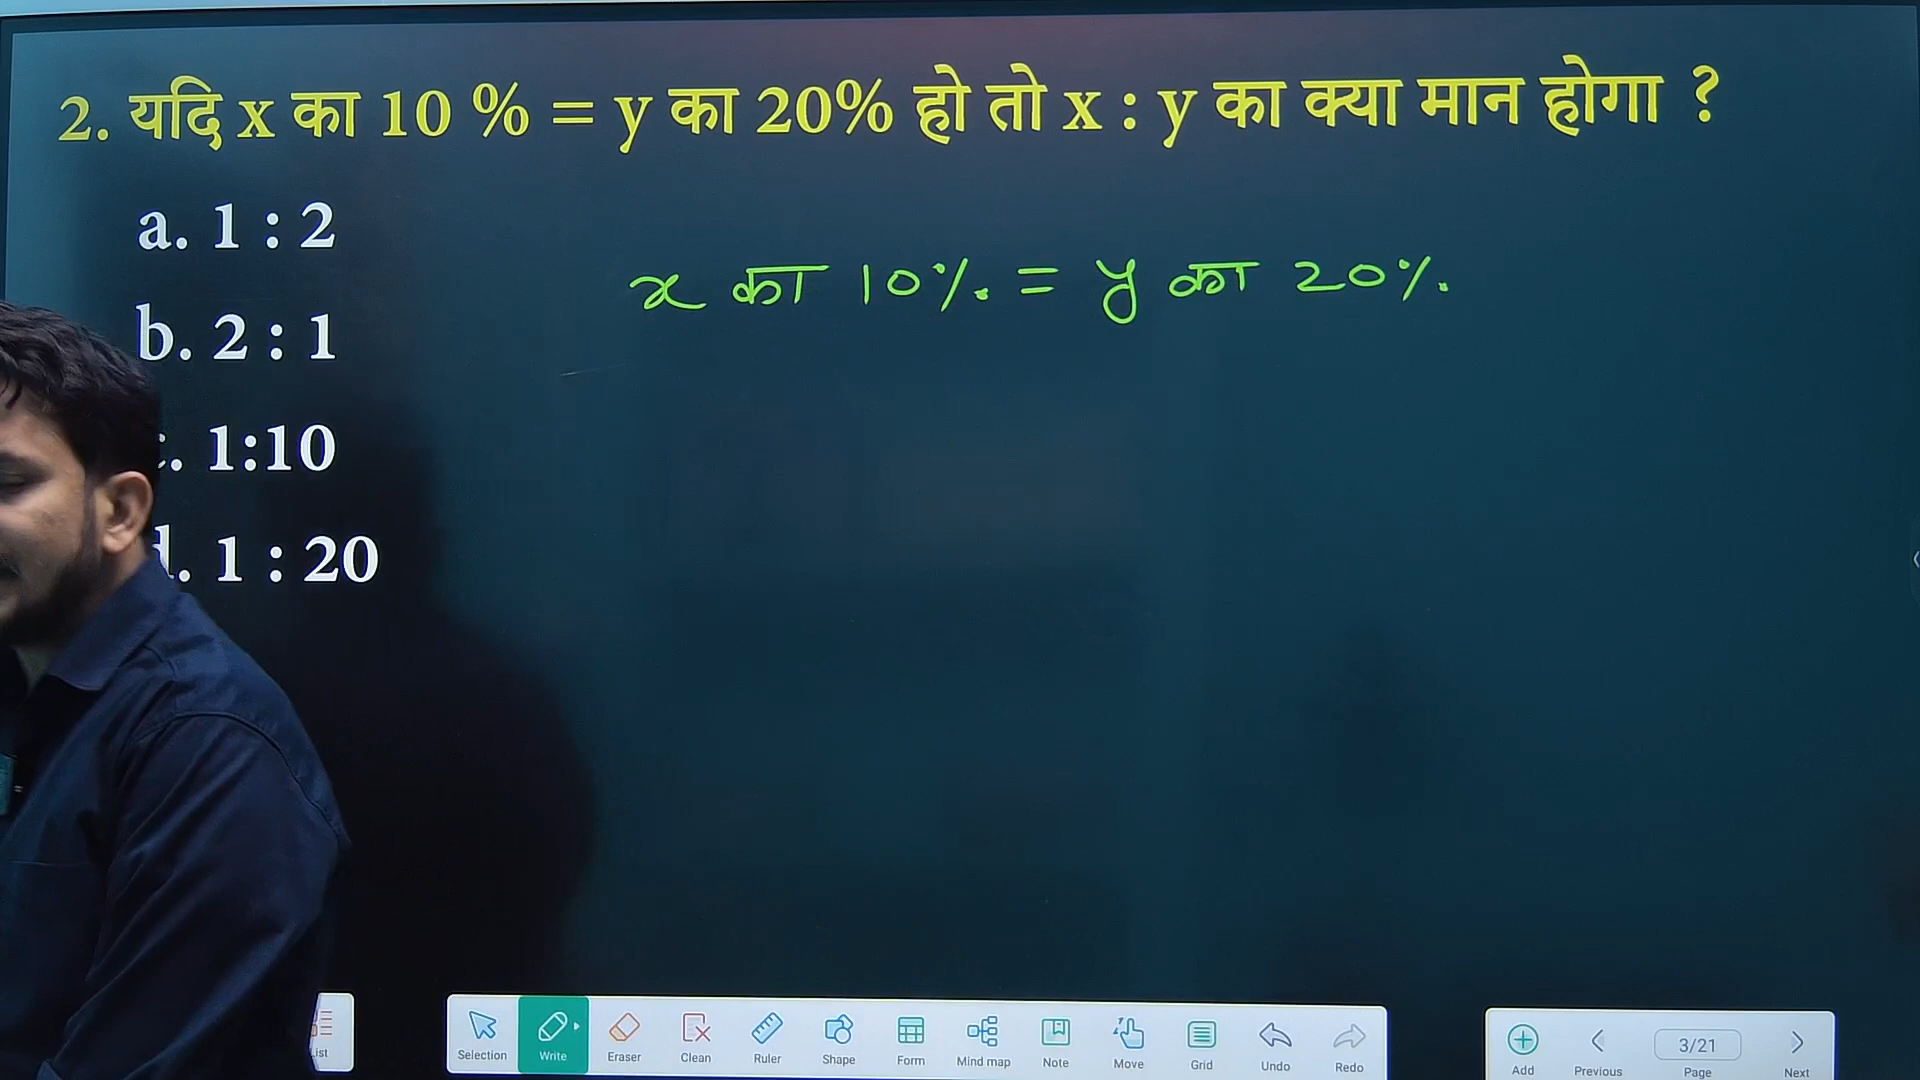 2. यदि x का 10 % = y का 20% हो तो x : y का क्या मान होगा ?
a. 1 : 2
x का 10% = y का 20%
b. 2 : 1
c. 1:10
d. 1 : 20
List
Selection Write Eraser Clean Ruler Shape Form Mind map Note Move Grid Undo Redo
Add Previous 3/21 Page Next